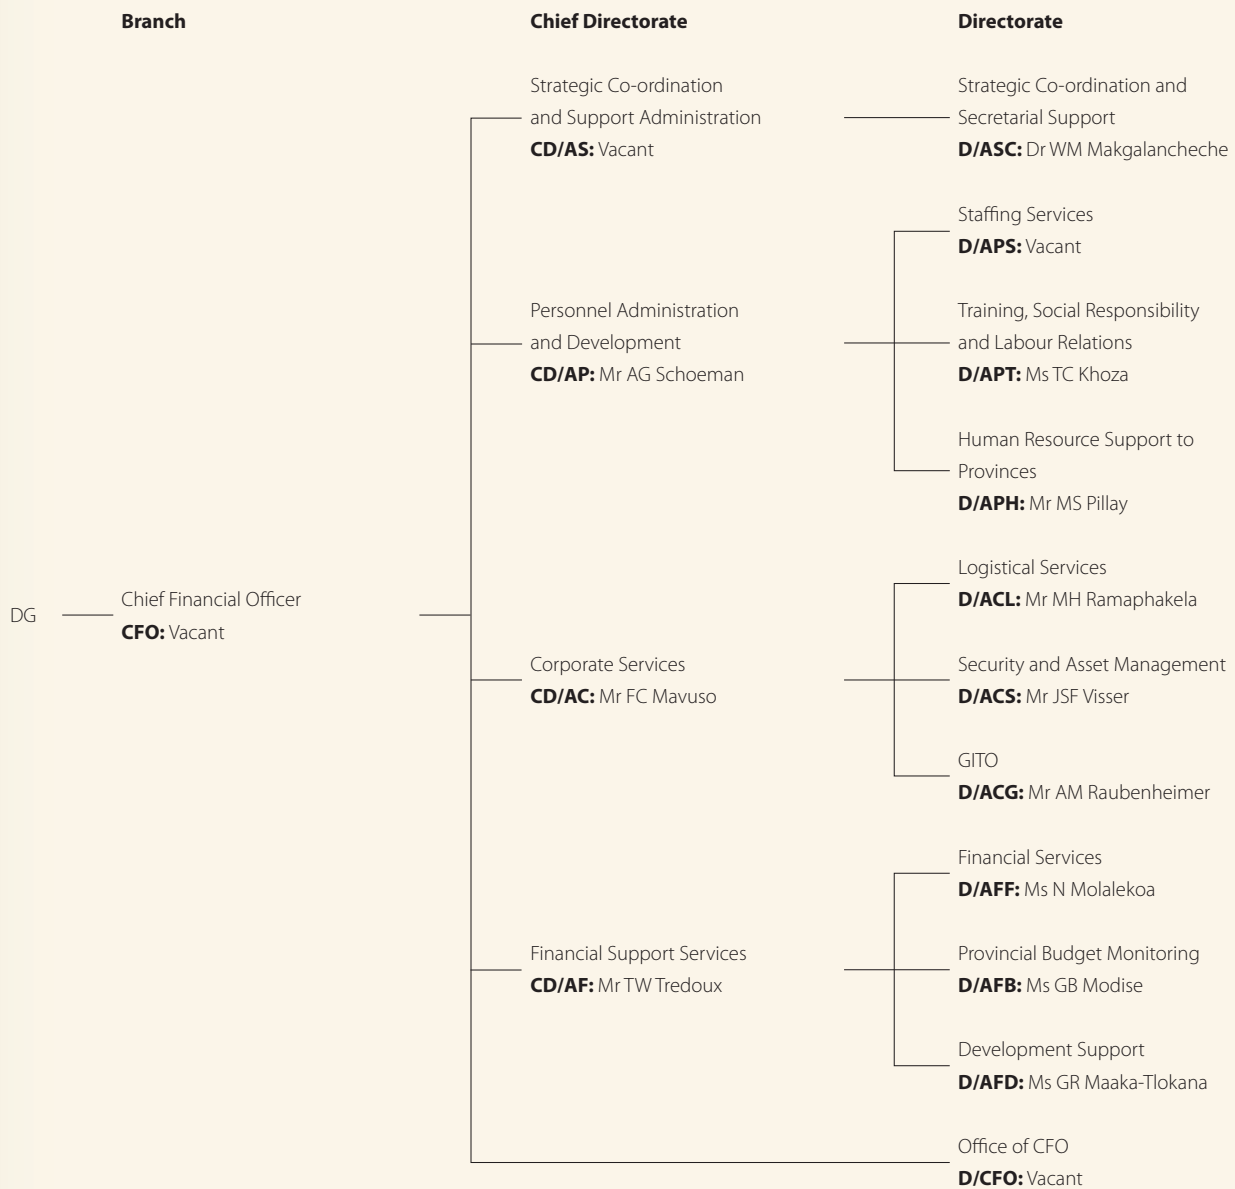 Branch
Chief Directorate
Directorate
Strategic Co-ordination
and Support Administration
CD/AS: Vacant
Strategic Co-ordination and
Secretarial Support
D/ASC: Dr WM Makgalancheche
Staffing Services
D/APS: Vacant
Personnel Administration
and Development
CD/AP: Mr AG Schoeman
Training, Social Responsibility
and Labour Relations
D/APT: Ms TC Khoza
Human Resource Support to
Provinces
D/APH: Mr MS Pillay
DG
Chief Financial Officer
CFO: Vacant
Logistical Services
D/ACL: Mr MH Ramaphakela
Corporate Services
CD/AC: Mr FC Mavuso
Security and Asset Management
D/ACS: Mr JSF Visser
GITO
D/ACG: Mr AM Raubenheimer
Financial Services
D/AFF: Ms N Molalekoa
Financial Support Services
CD/AF: Mr TW Tredoux
Provincial Budget Monitoring
D/AFB: Ms GB Modise
Development Support
D/AFD: Ms GR Maaka-Tlokana
Office of CFO
D/CFO: Vacant